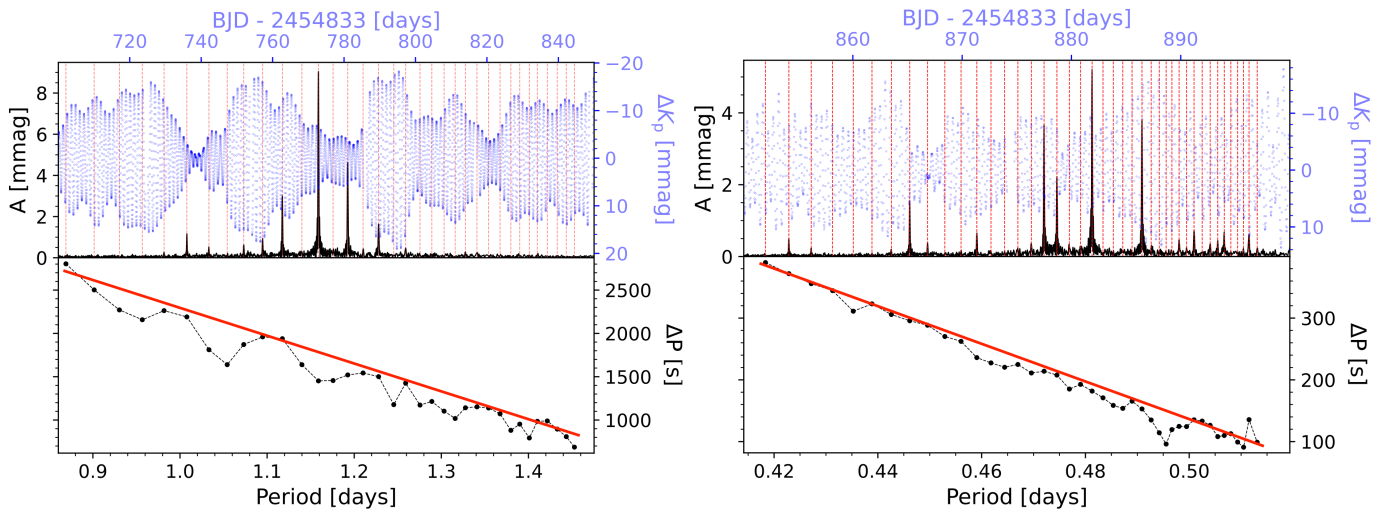 BJD - 2454833 [days]
720 740 760 780 800 820 840
A [mmag]
8
6
4
2
0
−20
−10
0
10
20
ΔKp [mmag]
2500
2000
1500
1000
ΔP [s]
0.9 1.0 1.1 1.2 1.3 1.4
Period [days]
BJD - 2454833 [days]
860 870 880 890
A [mmag]
4
2
0
−10
0
10
ΔKp [mmag]
300
200
100
ΔP [s]
0.42 0.44 0.46 0.48 0.50
Period [days]